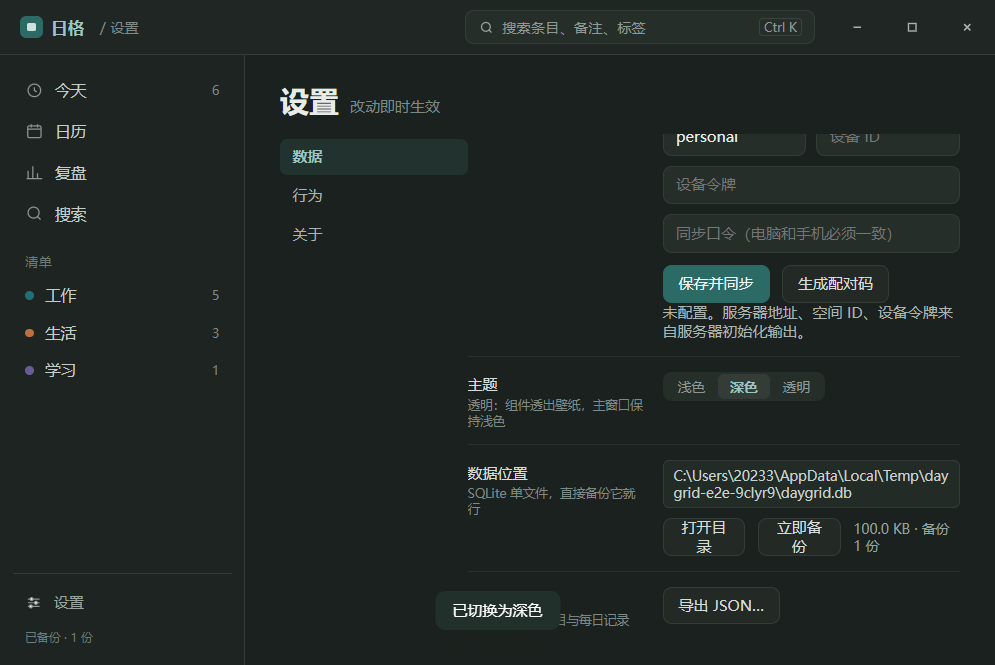 日格 / 设置
搜索条目、备注、标签 Ctrl K
今天 6
日历
复盘
搜索
清单
工作 5
生活 3
学习 1
设置
已备份 · 1 份
设置 改动即时生效
数据
行为
关于
personal 设备 ID
设备令牌
同步口令（电脑和手机必须一致）
保存并同步 生成配对码
未配置。服务器地址、空间 ID、设备令牌来
自服务器初始化输出。
主题
透明：组件透出壁纸，主窗口保
持浅色
浅色 深色 透明
数据位置
SQLite 单文件，直接备份它就
行
C:\Users\20233\AppData\Local\Temp\day
grid-e2e-9clyr9\daygrid.db
打开目
录
立即备
份
100.0 KB · 备份
1 份
已切换为深色
目与每日记录
导出 JSON...